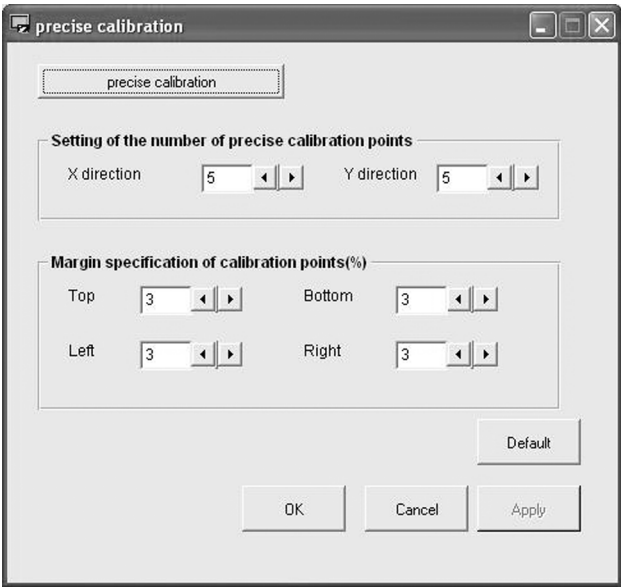 precise calibration
precise calibration
Setting of the number of precise calibration points
X direction 5 Y direction 5
Margin specification of calibration points(%)
Top 3 Bottom 3
Left 3 Right 3
Default
OK Cancel Apply